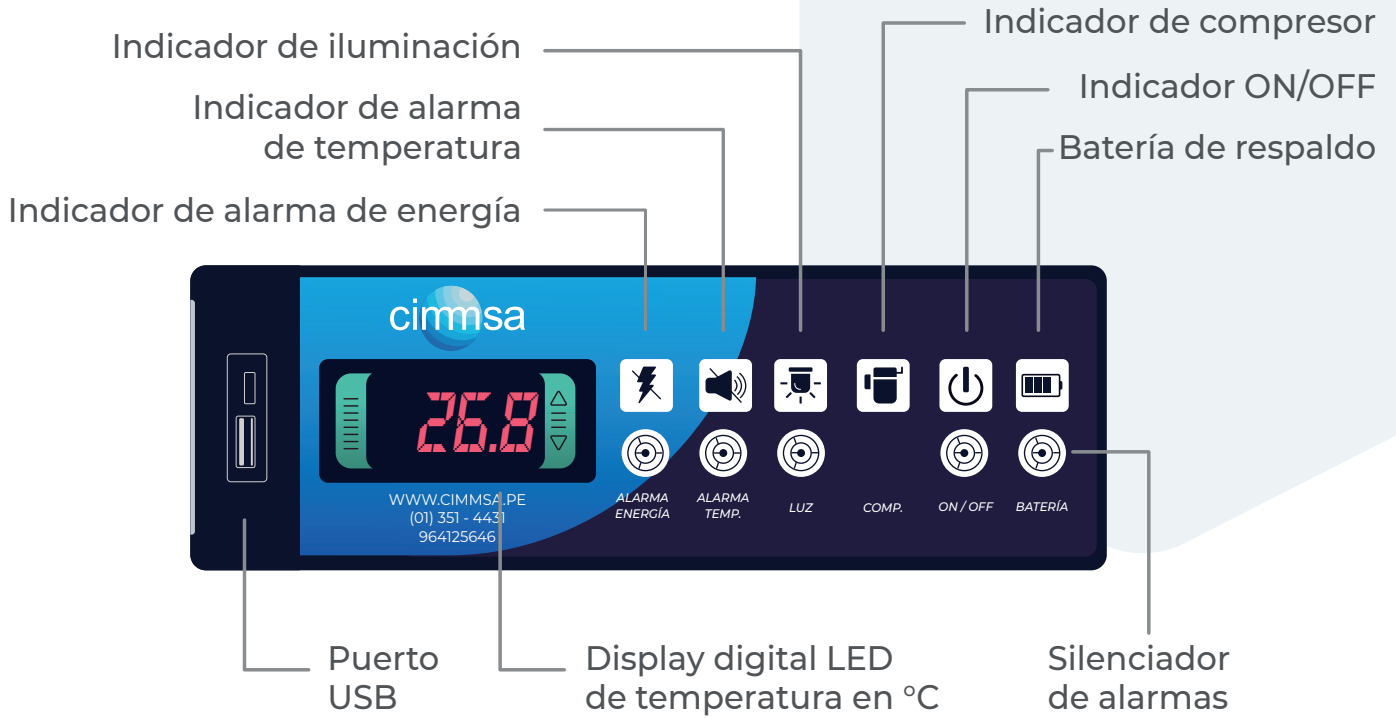 Indicador de compresor
Indicador de iluminación
Indicador ON/OFF
Indicador de alarma
de temperatura
Batería de respaldo
Indicador de alarma de energía
cimmsa
26.8
WWW.CIMMSA.PE
(01) 351 - 4431
964125646
ALARMA
ENERGÍA
ALARMA
TEMP.
LUZ
COMP.
ON / OFF
BATERÍA
Puerto
USB
Display digital LED
de temperatura en °C
Silenciador
de alarmas